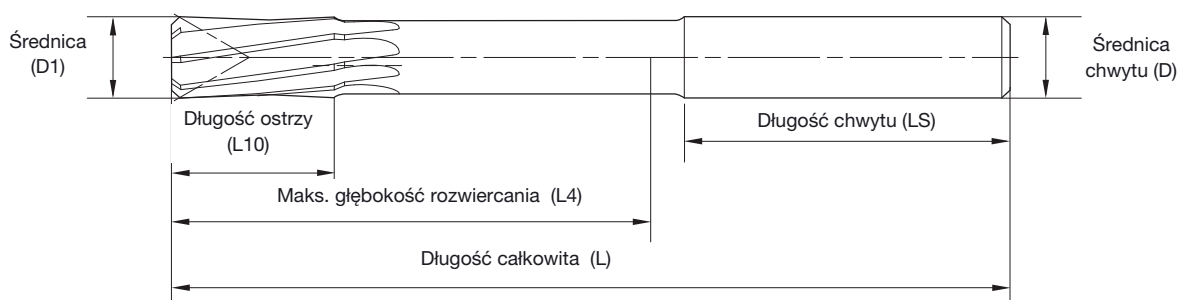 Średnica
(D1)
Średnica
chwytu (D)
Długość ostrzy
(L10)
Długość chwytu (LS)
Maks. głębokość rozwiercania (L4)
Długość całkowita (L)